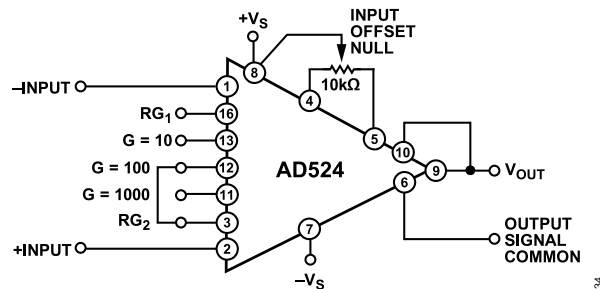 +VS
INPUT
OFFSET
NULL
–INPUT
1
8
10kΩ
RG1
16
4
G = 10
13
5
G = 100
12
10
AD524
9
VOUT
G = 1000
11
6
RG2
3
7
OUTPUT
SIGNAL
COMMON
+INPUT
2
–VS
34